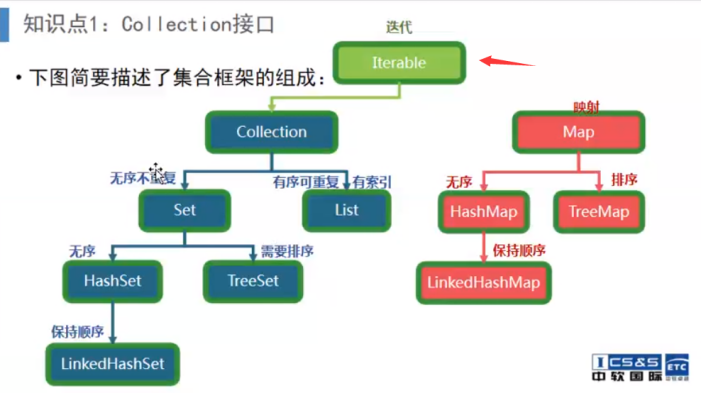 知识点1：Collection接口
迭代
Iterable
• 下图简要描述了集合框架的组成：
映射
Collection
Map
无序不重复
有序可重复
有索引
无序
排序
Set
List
HashMap
TreeMap
无序
需要排序
保持顺序
HashSet
TreeSet
LinkedHashMap
保持顺序
LinkedHashSet
ICS&S
ETC
中软国际